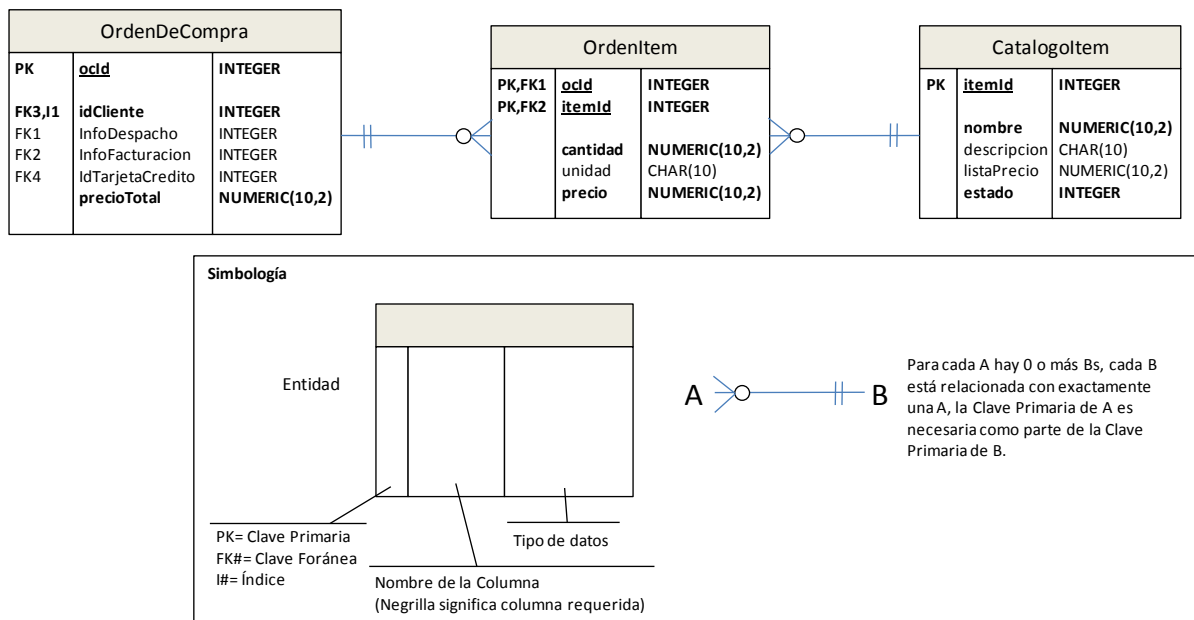 OrdenDeCompra
PK ocId INTEGER
FK3,I1 idCliente INTEGER
FK1 InfoDespacho INTEGER
FK2 InfoFacturacion INTEGER
FK4 IdTarjetaCredito INTEGER
precioTotal NUMERIC(10,2)
OrdenItem
PK,FK1 ocId INTEGER
PK,FK2 itemId INTEGER
cantidad NUMERIC(10,2)
unidad CHAR(10)
precio NUMERIC(10,2)
CatalogoItem
PK itemId INTEGER
nombre NUMERIC(10,2)
descripcion CHAR(10)
listaPrecio NUMERIC(10,2)
estado INTEGER
Simbología
Entidad
PK= Clave Primaria
FK#= Clave Foránea
I#= Índice
Nombre de la Columna
(Negrilla significa columna requerida)
Tipo de datos
A
B
Para cada A hay 0 o más Bs, cada B
está relacionada con exactamente
una A, la Clave Primaria de A es
necesaria como parte de la Clave
Primaria de B.